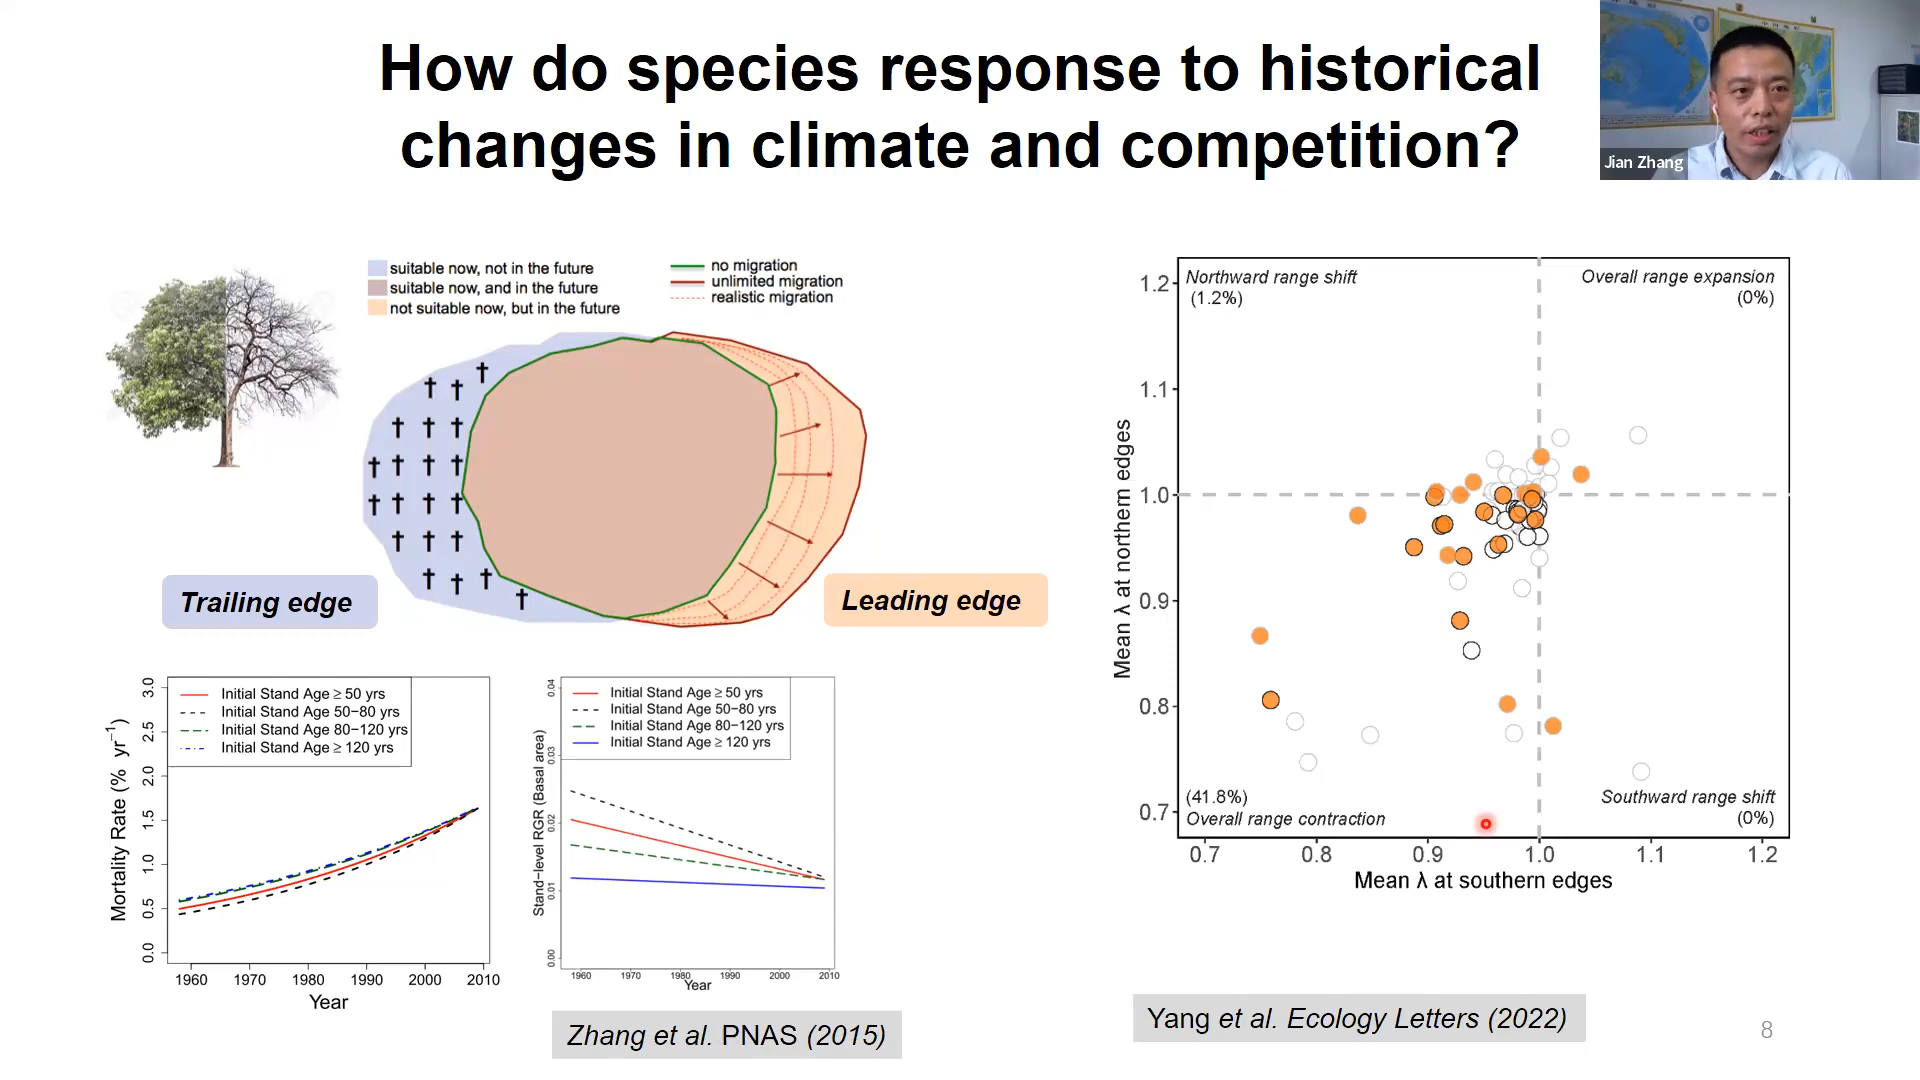 How do species response to historical
changes in climate and competition?
Jian Zhang
suitable now, not in the future
suitable now, and in the future
not suitable now, but in the future
no migration
unlimited migration
realistic migration
Trailing edge
Leading edge
Initial Stand Age ≥ 50 yrs
Initial Stand Age 50−80 yrs
Initial Stand Age 80−120 yrs
Initial Stand Age ≥ 120 yrs
Mortality Rate (% yr⁻¹)
3.0
2.5
2.0
1.5
1.0
0.5
0.0
1960 1970 1980 1990 2000 2010
Year
Initial Stand Age ≥ 50 yrs
Initial Stand Age 50−80 yrs
Initial Stand Age 80−120 yrs
Initial Stand Age ≥ 120 yrs
Stand−level RGR (Basal area)
0.04
0.03
0.02
0.01
0.00
1960 1970 1980 1990 2000 2010
Year
Zhang et al. PNAS (2015)
Northward range shift
(1.2%)
Overall range expansion
(0%)
(41.8%)
Overall range contraction
Southward range shift
(0%)
Mean λ at northern edges
1.2
1.1
1.0
0.9
0.8
0.7
0.7 0.8 0.9 1.0 1.1 1.2
Mean λ at southern edges
Yang et al. Ecology Letters (2022)
8